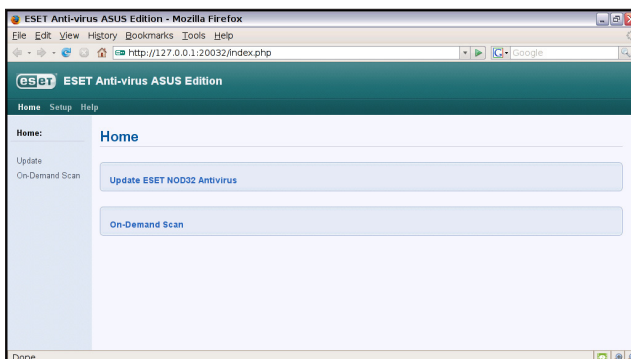 ESET Anti-virus ASUS Edition - Mozilla Firefox
File Edit View History Bookmarks Tools Help
http://127.0.0.1:20032/index.php
Google
eseT ESET Anti-virus ASUS Edition
Home Setup Help
Home:
Update
On-Demand Scan
Home
Update ESET NOD32 Antivirus
On-Demand Scan
Done